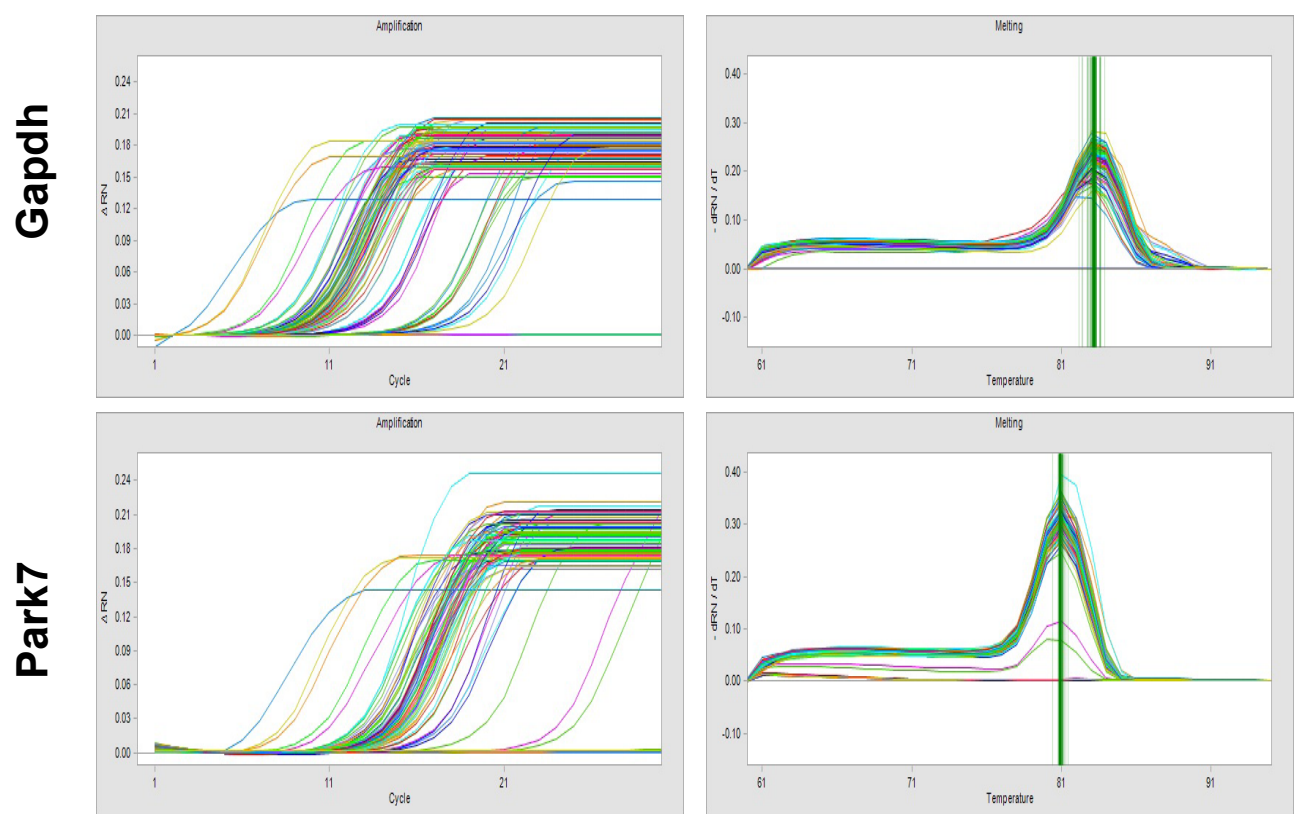 Gapdh
Amplification
Δ RN
0.24
0.21
0.18
0.15
0.12
0.09
0.06
0.03
0.00
1 11 21
Cycle
Melting
- dRN / dT
0.40
0.30
0.20
0.10
0.00
-0.10
61 71 81 91
Temperature
Park7
Amplification
Δ RN
0.24
0.21
0.18
0.15
0.12
0.09
0.06
0.03
0.00
1 11 21
Cycle
Melting
- dRN / dT
0.40
0.30
0.20
0.10
0.00
-0.10
61 71 81 91
Temperature